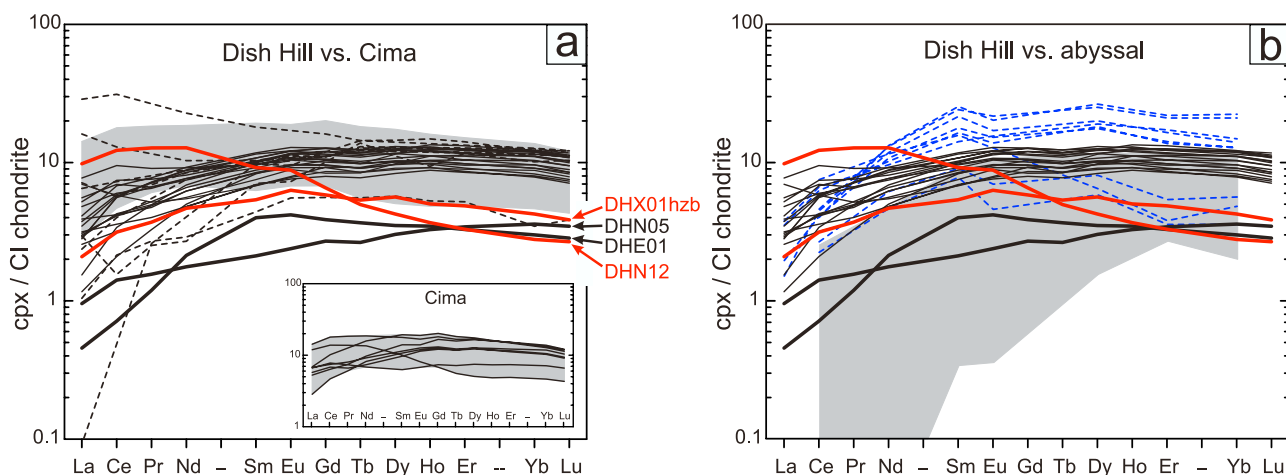 Dish Hill vs. Cima
a
cpx / CI chondrite
100
10
1
0.1
La Ce Pr Nd – Sm Eu Gd Tb Dy Ho Er -- Yb Lu
DHX01hzb
DHN05
DHE01
DHN12
Cima
100
10
1
La Ce Pr Nd – Sm Eu Gd Tb Dy Ho Er – Yb Lu
Dish Hill vs. abyssal
b
cpx / CI chondrite
100
10
1
0.1
La Ce Pr Nd – Sm Eu Gd Tb Dy Ho Er – Yb Lu